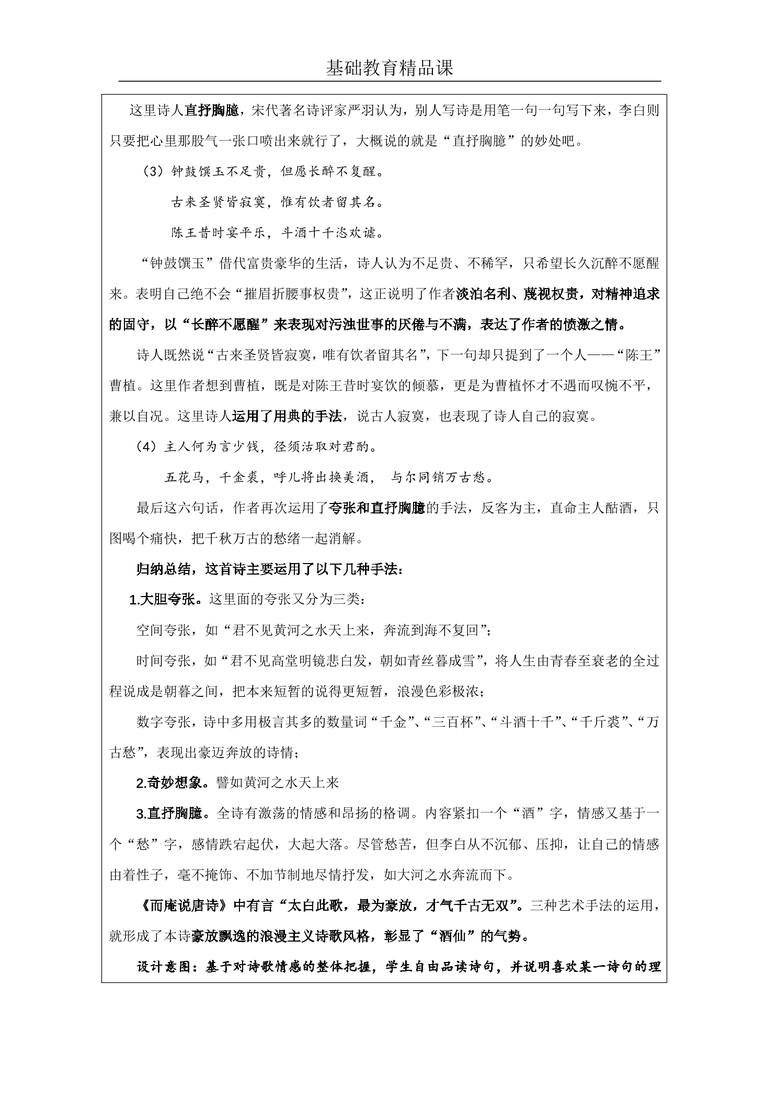 基础教育精品课
这里诗人直抒胸臆，宋代著名诗评家严羽认为，别人写诗是用笔一句一句写下来，李白则
只要把心里那股气一张口喷出来就行了，大概说的就是“直抒胸臆”的妙处吧。
（3）钟鼓馔玉不足贵，但愿长醉不复醒。
古来圣贤皆寂寞，惟有饮者留其名。
陈王昔时宴平乐，斗酒十千恣欢谑。
“钟鼓馔玉”借代富贵豪华的生活，诗人认为不足贵、不稀罕，只希望长久沉醉不愿醒
来。表明自己绝不会“摧眉折腰事权贵”，这正说明了作者淡泊名利、蔑视权贵，对精神追求
的固守，以“长醉不愿醒”来表现对污浊世事的厌倦与不满，表达了作者的愤激之情。
诗人既然说“古来圣贤皆寂寞，唯有饮者留其名”，下一句却只提到了一个人——“陈王”
曹植。这里作者想到曹植，既是对陈王昔时宴饮的倾慕，更是为曹植怀才不遇而叹惋不平，
兼以自况。这里诗人运用了用典的手法，说古人寂寞，也表现了诗人自己的寂寞。
（4）主人何为言少钱，径须沽取对君酌。
五花马，千金裘，呼儿将出换美酒， 与尔同销万古愁。
最后这六句话，作者再次运用了夸张和直抒胸臆的手法，反客为主，直命主人酤酒，只
图喝个痛快，把千秋万古的愁绪一起消解。
归纳总结，这首诗主要运用了以下几种手法：
1.大胆夸张。这里面的夸张又分为三类：
空间夸张，如“君不见黄河之水天上来，奔流到海不复回”；
时间夸张，如“君不见高堂明镜悲白发，朝如青丝暮成雪”，将人生由青春至衰老的全过
程说成是朝暮之间，把本来短暂的说得更短暂，浪漫色彩极浓；
数字夸张，诗中多用极言其多的数量词“千金”、“三百杯”、“斗酒十千”、“千斤裘”、“万
古愁”，表现出豪迈奔放的诗情；
2.奇妙想象。譬如黄河之水天上来
3.直抒胸臆。全诗有激荡的情感和昂扬的格调。内容紧扣一个“酒”字，情感又基于一
个“愁”字，感情跌宕起伏，大起大落。尽管愁苦，但李白从不沉郁、压抑，让自己的情感
由着性子，毫不掩饰、不加节制地尽情抒发，如大河之水奔流而下。
《而庵说唐诗》中有言“太白此歌，最为豪放，才气千古无双”。三种艺术手法的运用，
就形成了本诗豪放飘逸的浪漫主义诗歌风格，彰显了“酒仙”的气势。
设计意图：基于对诗歌情感的整体把握，学生自由品读诗句，并说明喜欢某一诗句的理